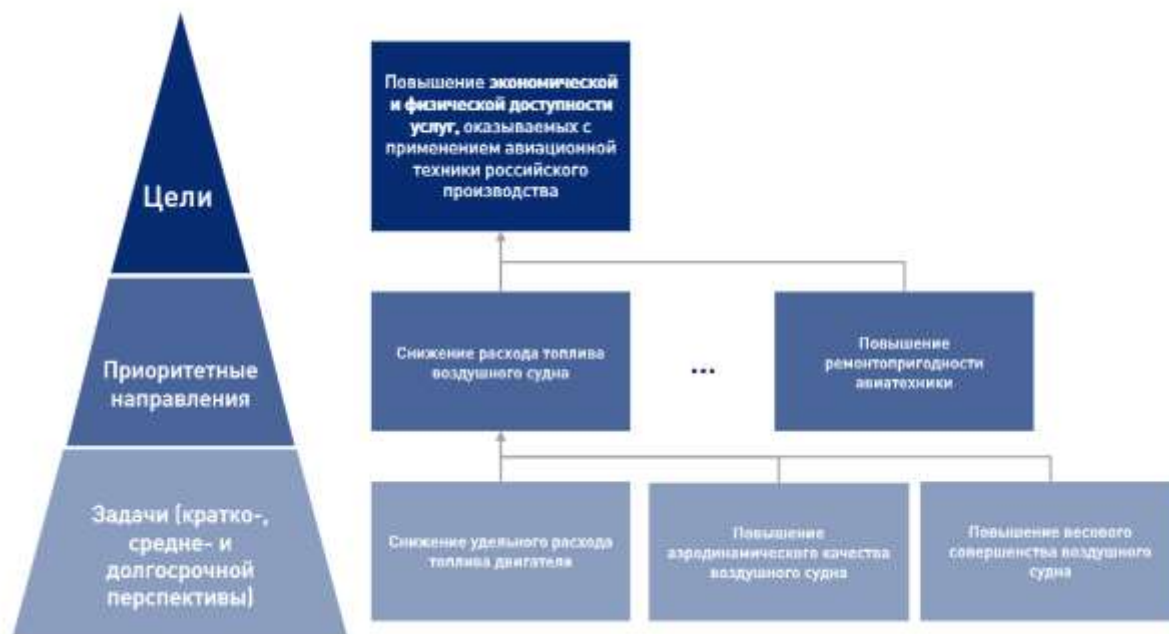 Цели
Повышение экономической
и физической доступности
услуг, оказываемых с
применением авиационной
техники российского
производства
Приоритетные
направления
Снижение расхода топлива
воздушного судна
...
Повышение
ремонтопригодности
авиатехники
Задачи (кратко-,
средне- и
долгосрочной
перспективы)
Снижение удельного расхода
топлива двигателя
Повышение
аэродинамического качества
воздушного судна
Повышение весового
совершенства воздушного
судна